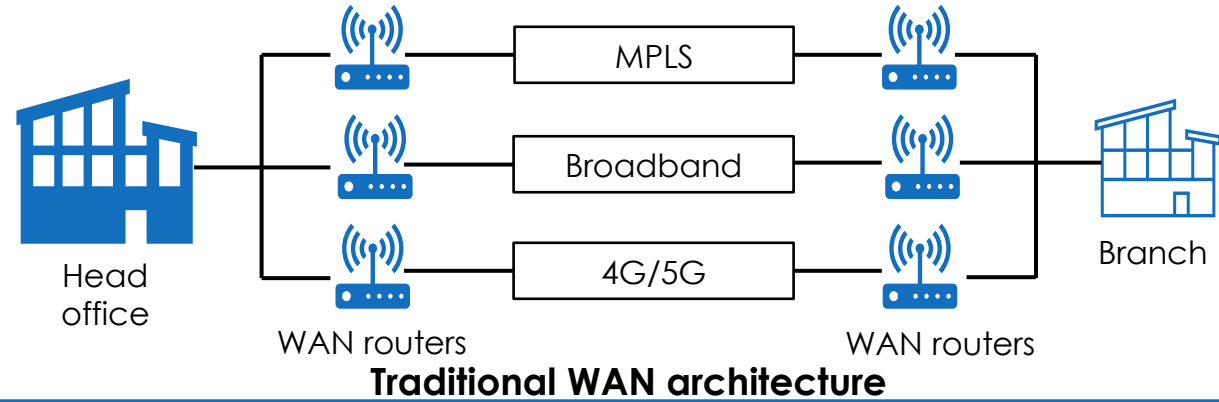 MPLS
Broadband
4G/5G
Head
office
Branch
WAN routers
WAN routers
Traditional WAN architecture